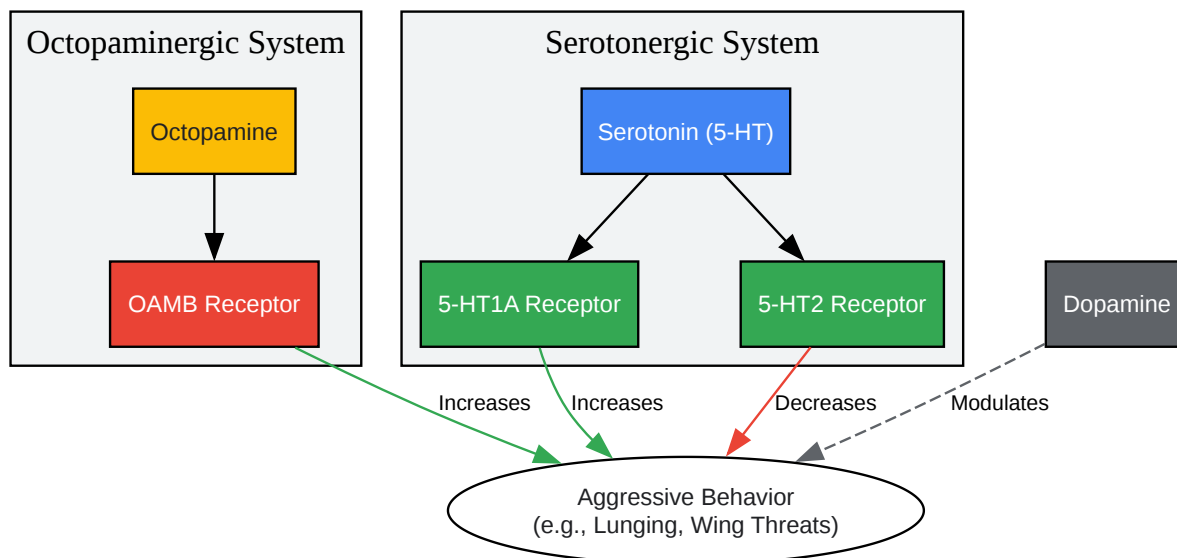 Octopaminergic System
Serotonergic System
Octopamine
Serotonin (5-HT)
OAMB Receptor
5-HT1A Receptor
5-HT2 Receptor
Dopamine
Increases
Increases
Decreases
Modulates
Aggressive Behavior
(e.g., Lunging, Wing Threats)